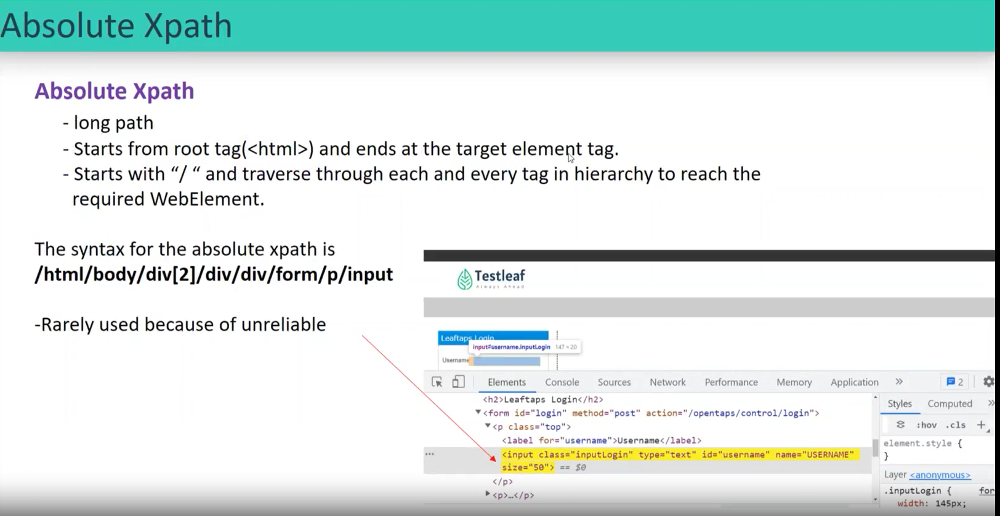 Absolute Xpath
Absolute Xpath
- long path
- Starts from root tag(<html>) and ends at the target element tag.
- Starts with “/ “ and traverse through each and every tag in hierarchy to reach the
required WebElement.
The syntax for the absolute xpath is
/html/body/div[2]/div/div/form/p/input
-Rarely used because of unreliable
Testleaf
Always Ahead
Leaftaps Login
input#username.inputLogin 147 × 20
Username
Elements Console Sources Network Performance Memory Application » 2
<h2>Leaftaps Login</h2>
▼<form id="login" method="post" action="/opentaps/control/login">
▼<p class="top">
<label for="username">Username</label>
<input class="inputLogin" type="text" id="username" name="USERNAME"
size="50"> == $0
</p>
▶<p>…</p>
Styles Computed »
:hov .cls +
element.style {
}
Layer <anonymous>
.inputLogin { for
width: 145px;